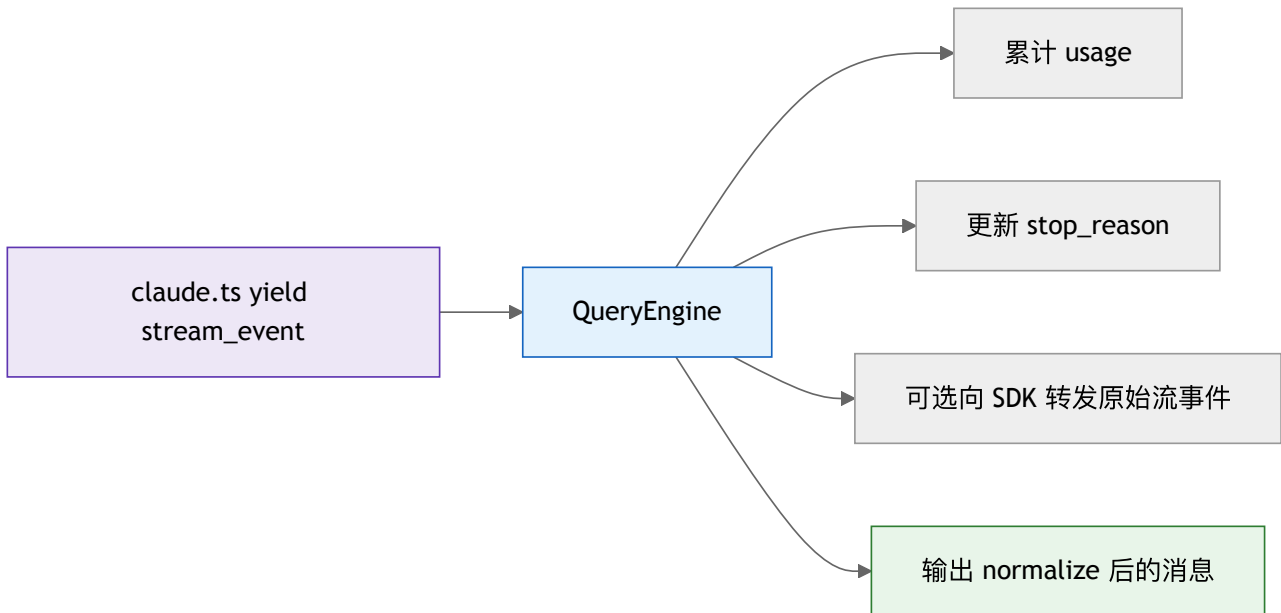 claude.ts yield
stream_event
QueryEngine
累计 usage
更新 stop_reason
可选向 SDK 转发原始流事件
输出 normalize 后的消息